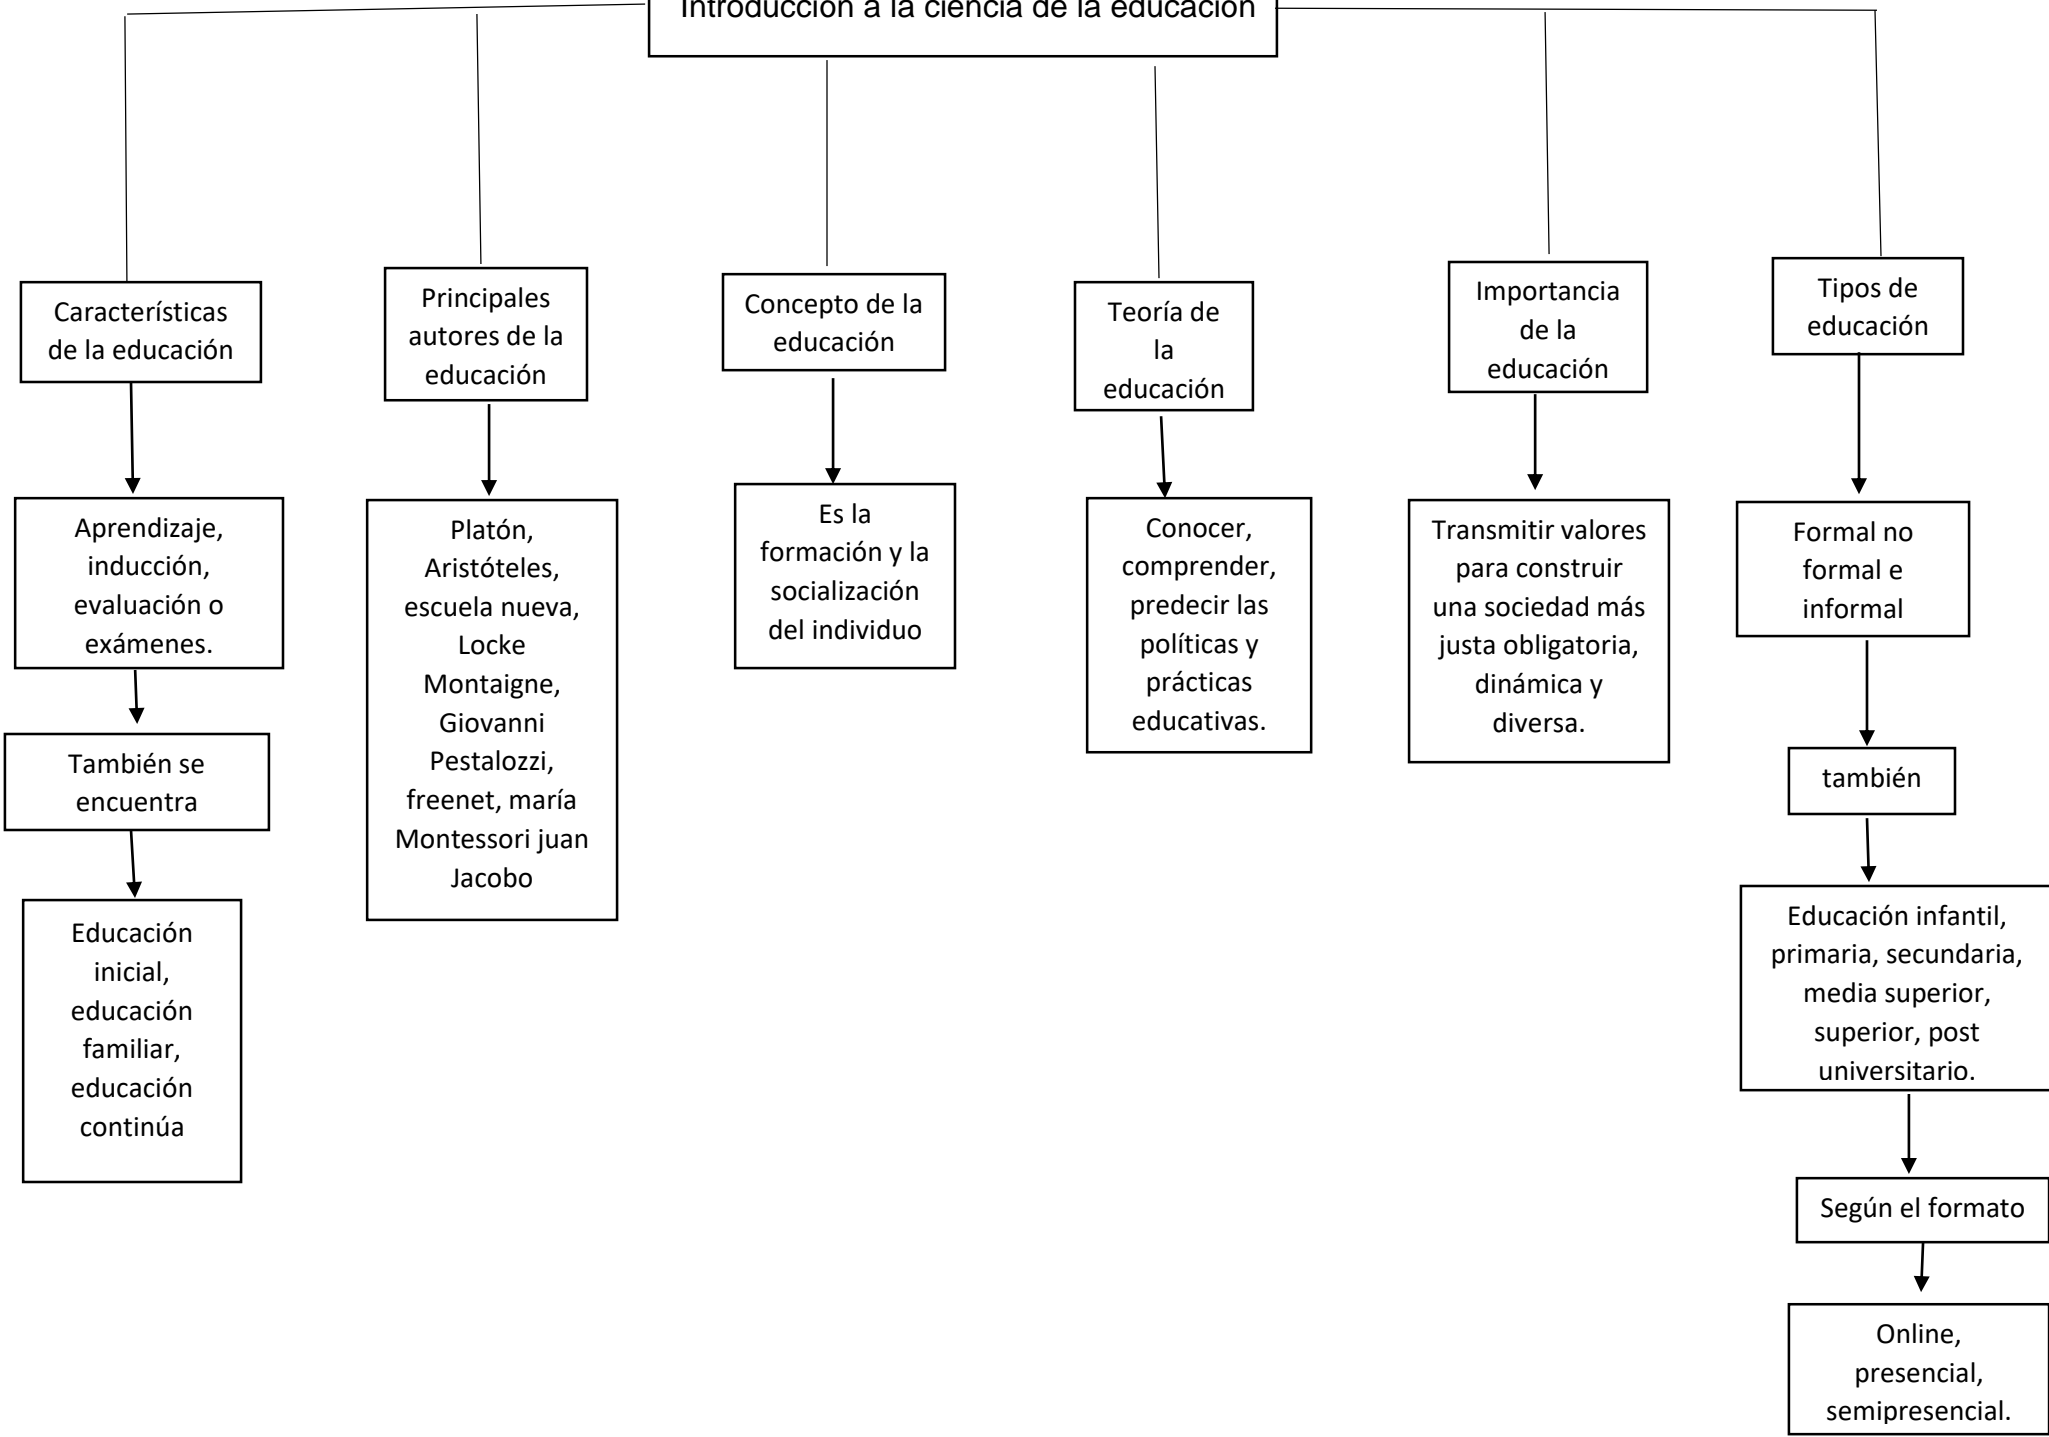 Introducción a la ciencia de la educación
Características
de la educación
Aprendizaje,
inducción,
evaluación o
exámenes.
También se
encuentra
Educación
inicial,
educación
familiar,
educación
continúa
Principales
autores de la
educación
Platón,
Aristóteles,
escuela nueva,
Locke
Montaigne,
Giovanni
Pestalozzi,
freenet, maría
Montessori juan
Jacobo
Concepto de la
educación
Es la
formación y la
socialización
del individuo
Teoría de
la
educación
Conocer,
comprender,
predecir las
políticas y
prácticas
educativas.
Importancia
de la
educación
Transmitir valores
para construir
una sociedad más
justa obligatoria,
dinámica y
diversa.
Tipos de
educación
Formal no
formal e
informal
también
Educación infantil,
primaria, secundaria,
media superior,
superior, post
universitario.
Según el formato
Online,
presencial,
semipresencial.